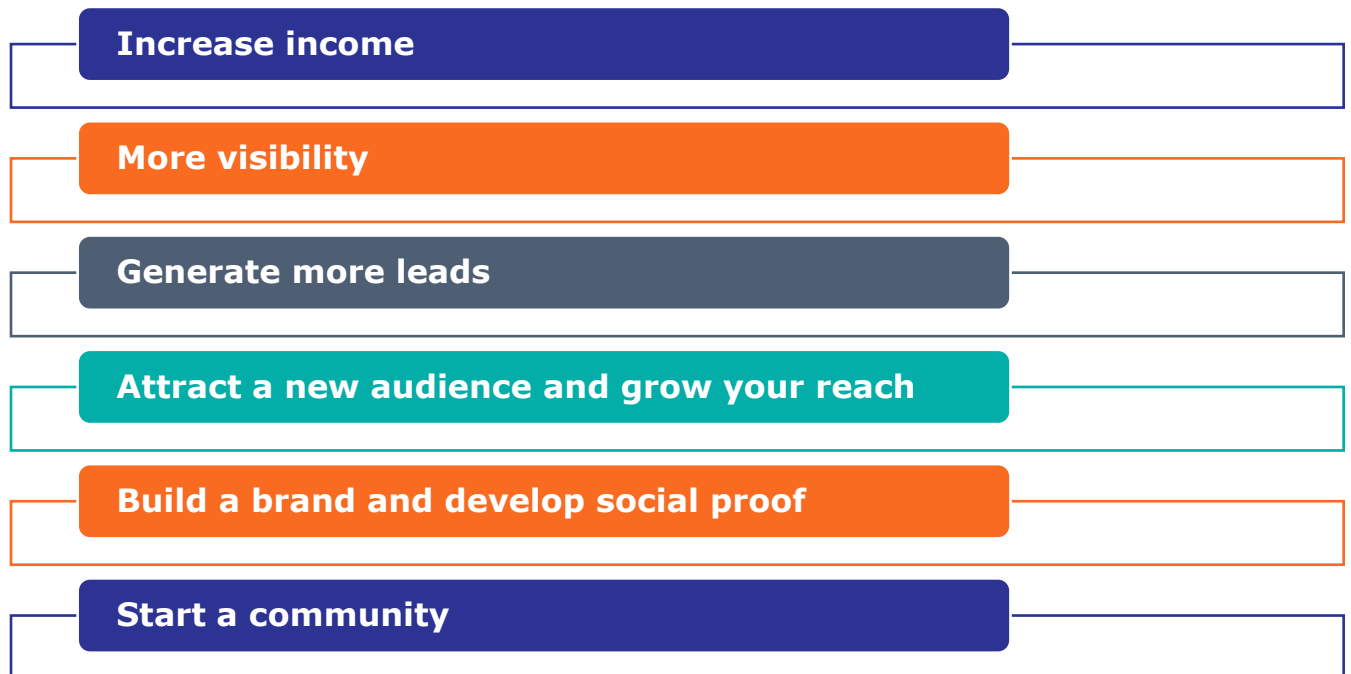 Increase income
More visibility
Generate more leads
Attract a new audience and grow your reach
Build a brand and develop social proof
Start a community